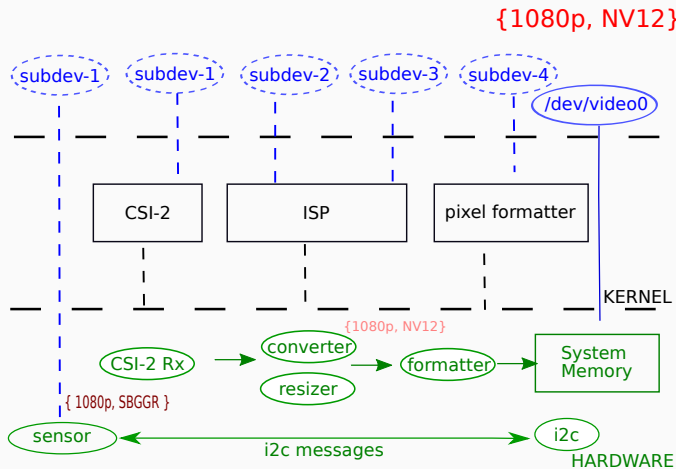 {1080p, NV12}
subdev-1
subdev-1
subdev-2
subdev-3
subdev-4
/dev/video0
CSI-2
ISP
pixel formatter
KERNEL
{1080p, NV12}
CSI-2 Rx
converter
resizer
formatter
System
Memory
{ 1080p, SBGGR }
sensor
i2c messages
i2c
HARDWARE